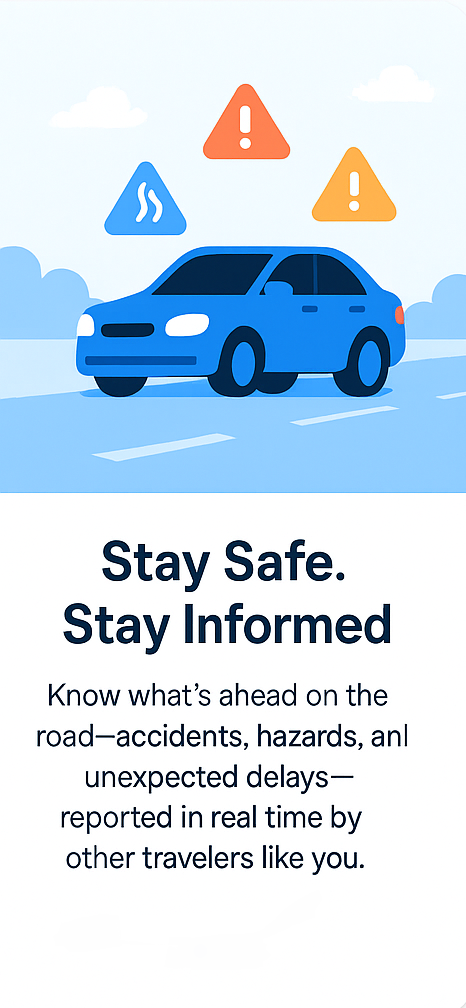 Stay Safe.
Stay Informed
Know what's ahead on the
road—accidents, hazards, anl
unexpected delays—
reported in real time by
other travelers like you.